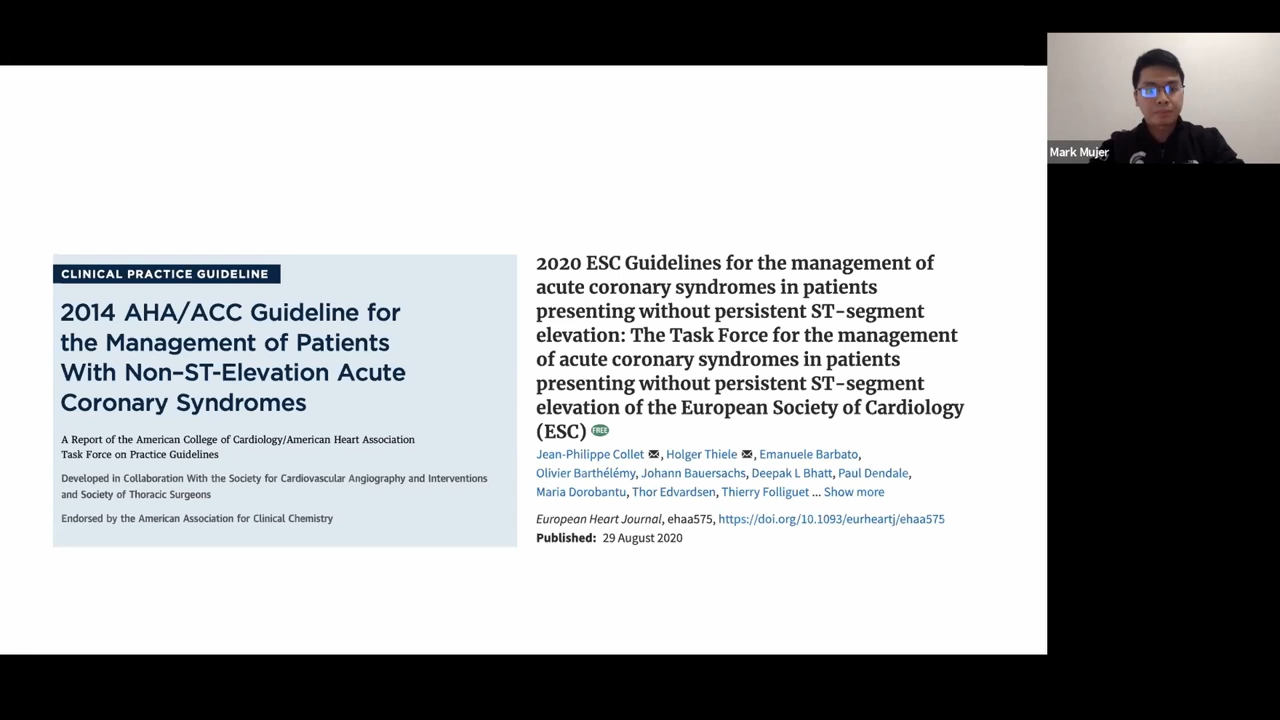 CLINICAL PRACTICE GUIDELINE
2014 AHA/ACC Guideline for
the Management of Patients
With Non–ST-Elevation Acute
Coronary Syndromes
A Report of the American College of Cardiology/American Heart Association
Task Force on Practice Guidelines
Developed in Collaboration With the Society for Cardiovascular Angiography and Interventions
and Society of Thoracic Surgeons
Endorsed by the American Association for Clinical Chemistry
2020 ESC Guidelines for the management of
acute coronary syndromes in patients
presenting without persistent ST-segment
elevation: The Task Force for the management
of acute coronary syndromes in patients
presenting without persistent ST-segment
elevation of the European Society of Cardiology
(ESC) FREE
Jean-Philippe Collet, Holger Thiele, Emanuele Barbato,
Olivier Barthélémy, Johann Bauersachs, Deepak L Bhatt, Paul Dendale,
Maria Dorobantu, Thor Edvardsen, Thierry Folliguet ... Show more
European Heart Journal, ehaa575, https://doi.org/10.1093/eurheartj/ehaa575
Published: 29 August 2020
Mark Mujer